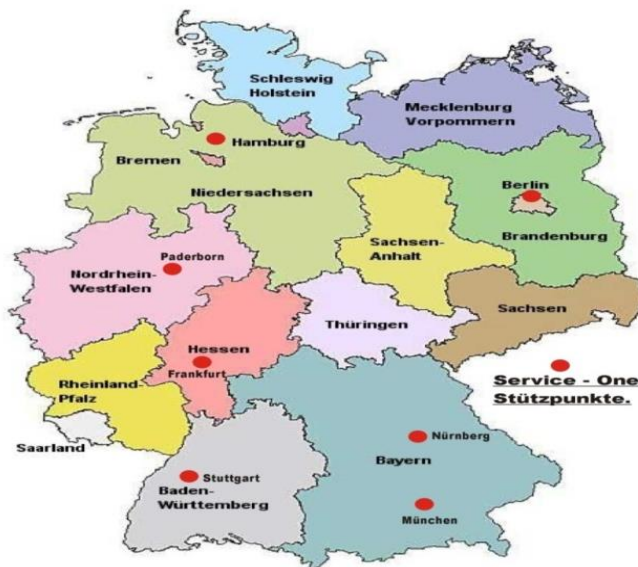 Schleswig
Holstein
Mecklenburg
Vorpommern
Hamburg
Bremen
Niedersachsen
Berlin
Brandenburg
Sachsen-
Anhalt
Paderborn
Nordrhein-
Westfalen
Sachsen
Thüringen
Hessen
Frankfurt
Rheinland-
Pfalz
Service - One
Stützpunkte.
Saarland
Nürnberg
Bayern
Stuttgart
Baden-
Württemberg
München